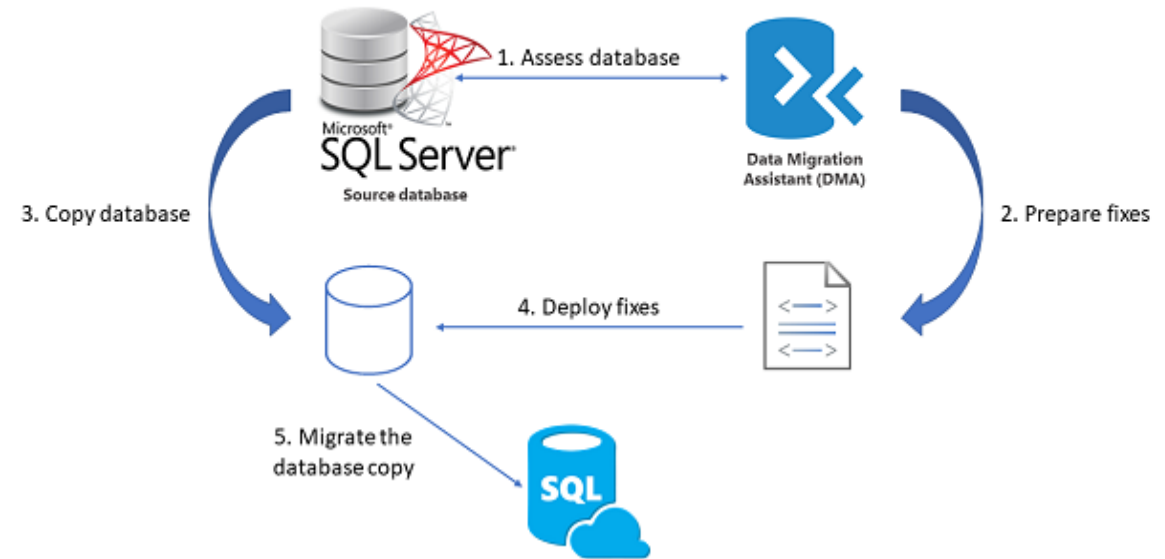 1. Assess database
Microsoft®
SQL Server®
Source database
Data Migration
Assistant (DMA)
3. Copy database
2. Prepare fixes
4. Deploy fixes
<—>
<—>
5. Migrate the
database copy
SQL